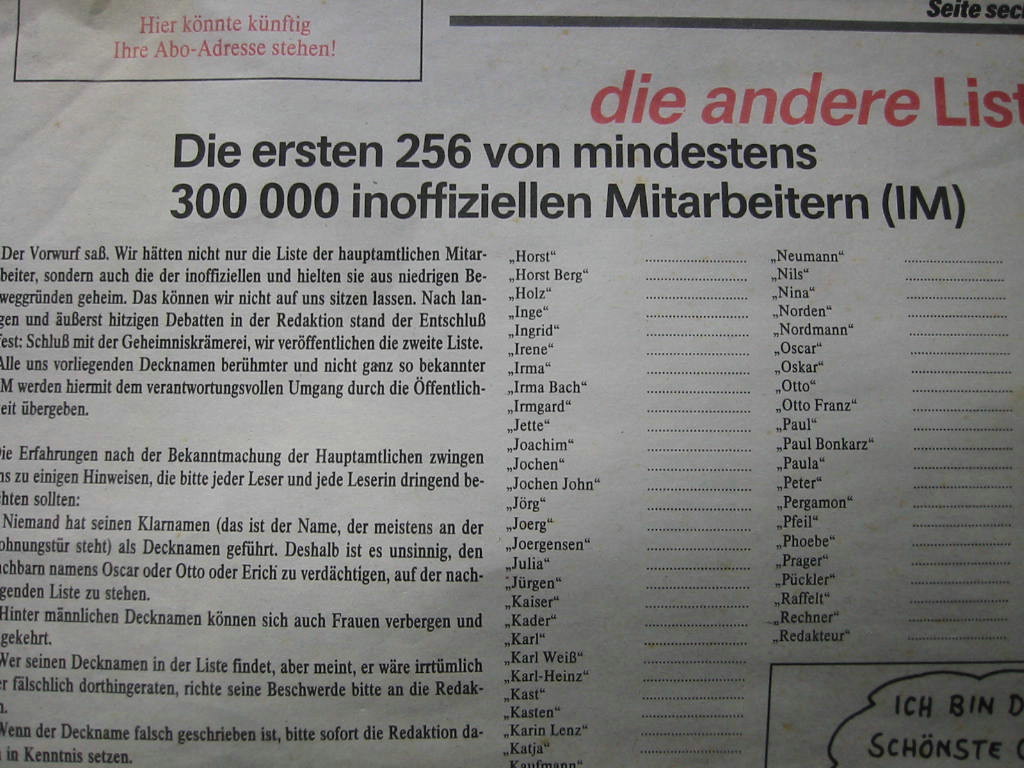 Hier könnte künftig
Ihre Abo-Adresse stehen!
Seite
die andere
Die ersten 256 von mindestens
300 000 inoffiziellen Mitarbeitern (IM)
Der Vorwurf saß. Wir hätten nicht nur die Liste der hauptamtlichen Mitar-
beiter, sondern auch die der inoffiziellen und hielten sie aus niedrigen Be-
weggründen geheim. Das können wir nicht auf uns sitzen lassen. Nach lan-
gen und äußerst hitzigen Debatten in der Redaktion stand der Entschluß
fest: Schluß mit der Geheimniskrämerei, wir veröffentlichen die zweite Liste.
Alle uns vorliegenden Decknamen berühmter und nicht ganz so bekannter
IM werden hiermit dem verantwortungsvollen Umgang durch die Öffentlich-
eit übergeben.
Die Erfahrungen nach der Bekanntmachung der Hauptamtlichen zwingen
ns zu einigen Hinweisen, die bitte jeder Leser und jede Leserin dringend be-
chten sollten:
Niemand hat seinen Klarnamen (das ist der Name, der meistens an der
ohnungstür steht) als Decknamen geführt. Deshalb ist es unsinnig, den
chbarn namens Oscar oder Otto oder Erich zu verdächtigen, auf der nach-
genden Liste zu stehen.
Hinter männlichen Decknamen können sich auch Frauen verbergen und
gekehrt.
Wer seinen Decknamen in der Liste findet, aber meint, er wäre irrtümlich
r fälschlich dorthingeraten, richte seine Beschwerde bitte an die Redak-
n.
Wenn der Deckname falsch geschrieben ist, bitte sofort die Redaktion da-
in Kenntnis setzen.
„Horst“ ..........................
„Horst Berg“ ..........................
„Holz“ ..........................
„Inge“ ..........................
„Ingrid“ ..........................
„Irene“ ..........................
„Irma“ ..........................
„Irma Bach“ ..........................
„Irmgard“ ..........................
„Jette“ ..........................
„Joachim“ ..........................
„Jochen“ ..........................
„Jochen John“ ..........................
„Jörg“ ..........................
„Joerg“ ..........................
„Joergensen“ ..........................
„Julia“ ..........................
„Jürgen“ ..........................
„Kaiser“ ..........................
„Kader“ ..........................
„Karl“ ..........................
„Karl Weiß“ ..........................
„Karl-Heinz“ ..........................
„Kast“ ..........................
„Kasten“ ..........................
„Karin Lenz“ ..........................
„Katja“ ..........................
„Kaufmann“
„Neumann“ ..........................
„Nils“ ..........................
„Nina“ ..........................
„Norden“ ..........................
„Nordmann“ ..........................
„Oscar“ ..........................
„Oskar“ ..........................
„Otto“ ..........................
„Otto Franz“ ..........................
„Paul“ ..........................
„Paul Bonkarz“ ..........................
„Paula“ ..........................
„Peter“ ..........................
„Pergamon“ ..........................
„Pfeil“ ..........................
„Phoebe“ ..........................
„Prager“ ..........................
„Pückler“ ..........................
„Raffelt“ ..........................
„Rechner“ ..........................
„Redakteur“ ..........................
ICH BIN D
SCHÖNSTE